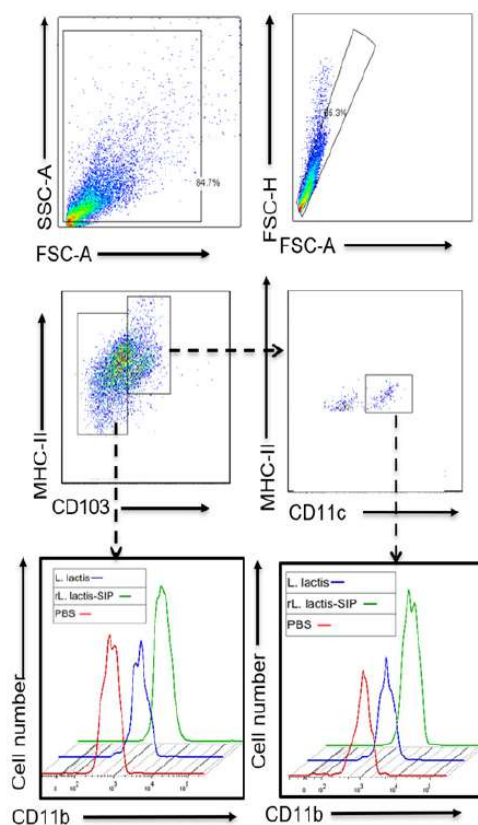 SSC-A
84.7%
FSC-A
FSC-H
FSC-A
MHC-II
CD103
MHC-II
CD11c
Cell number
L. lactis
rL. lactis-SIP
PBS
CD11b
Cell number
L. lactis
rL. lactis-SIP
PBS
CD11b